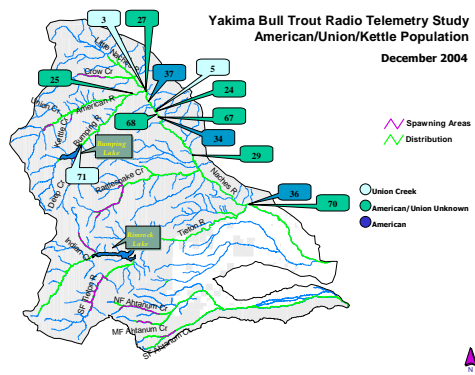 Yakima Bull Trout Radio Telemetry Study
American/Union/Kettle Population
December 2004
3
27
Little Naches R
Crow Cr
37
5
25
24
American R
Union Cr
67
68
Kettle Cr
Bumping R
34
Bumping
Lake
Spawning Areas
Distribution
29
71
Deep Cr
Rattlesnake Cr
Naches R
36
70
Union Creek
American/Union Unknown
American
Tieton R
Rimrock
Lake
Indian Cr
SF Tieton R
NF Ahtanum Cr
MF Ahtanum Cr
SF Ahtanum Cr
N